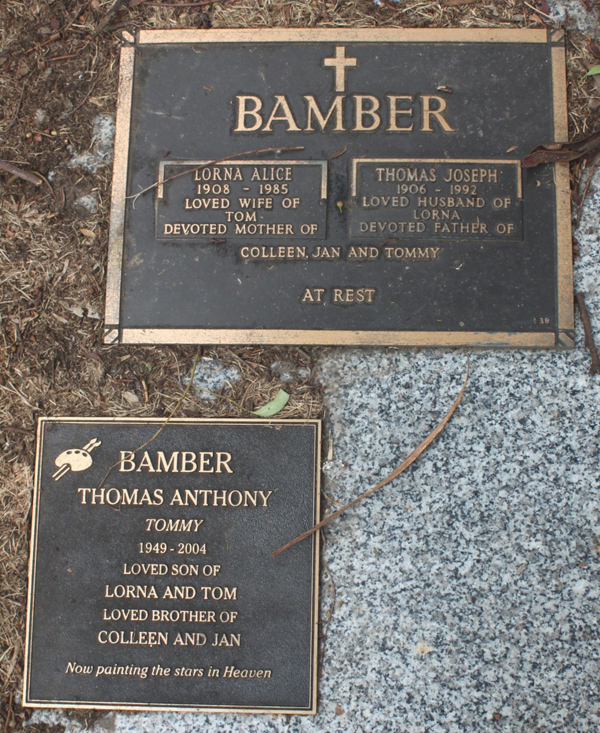 BAMBER
LORNA ALICE
1908 - 1985
LOVED WIFE OF
TOM
DEVOTED MOTHER OF
THOMAS JOSEPH
1906 - 1992
LOVED HUSBAND OF
LORNA
DEVOTED FATHER OF
COLLEEN, JAN AND TOMMY
AT REST
BAMBER
THOMAS ANTHONY
TOMMY
1949 - 2004
LOVED SON OF
LORNA AND TOM
LOVED BROTHER OF
COLLEEN AND JAN
Now painting the stars in Heaven